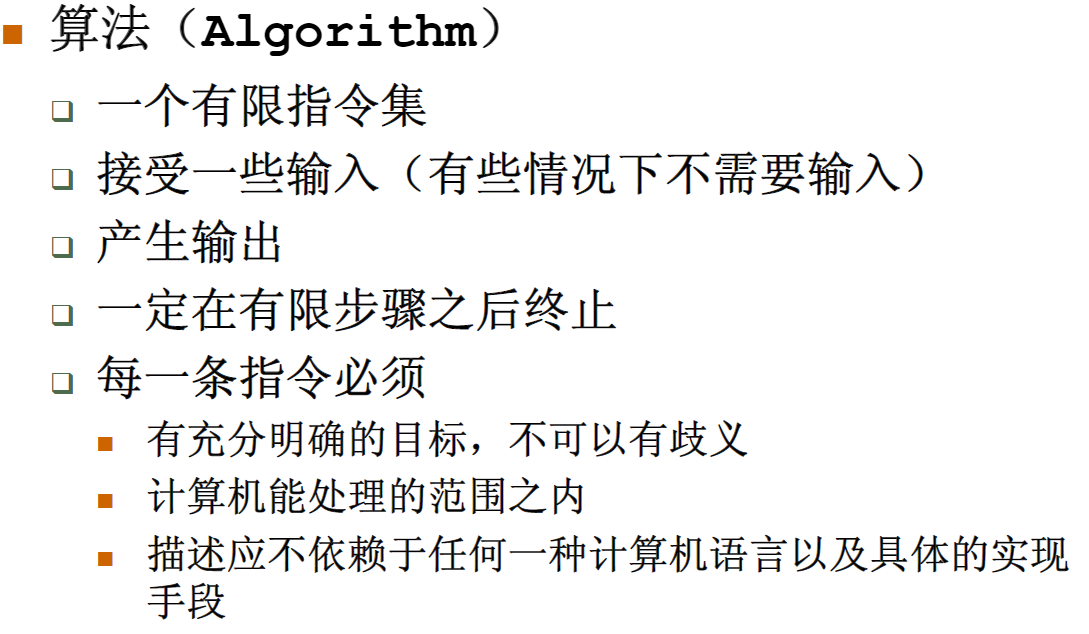 算法（Algorithm）
一个有限指令集
接受一些输入（有些情况下不需要输入）
产生输出
一定在有限步骤之后终止
每一条指令必须
有充分明确的目标，不可以有歧义
计算机能处理的范围之内
描述应不依赖于任何一种计算机语言以及具体的实现
手段